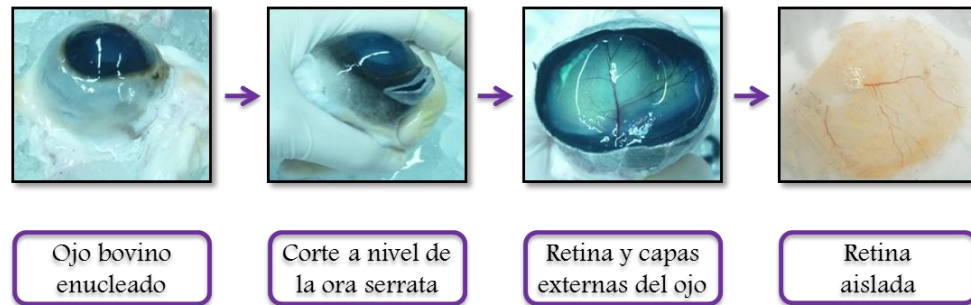 Ojo bovino
enucleado
Corte a nivel de
la ora serrata
Retina y capas
externas del ojo
Retina
aislada